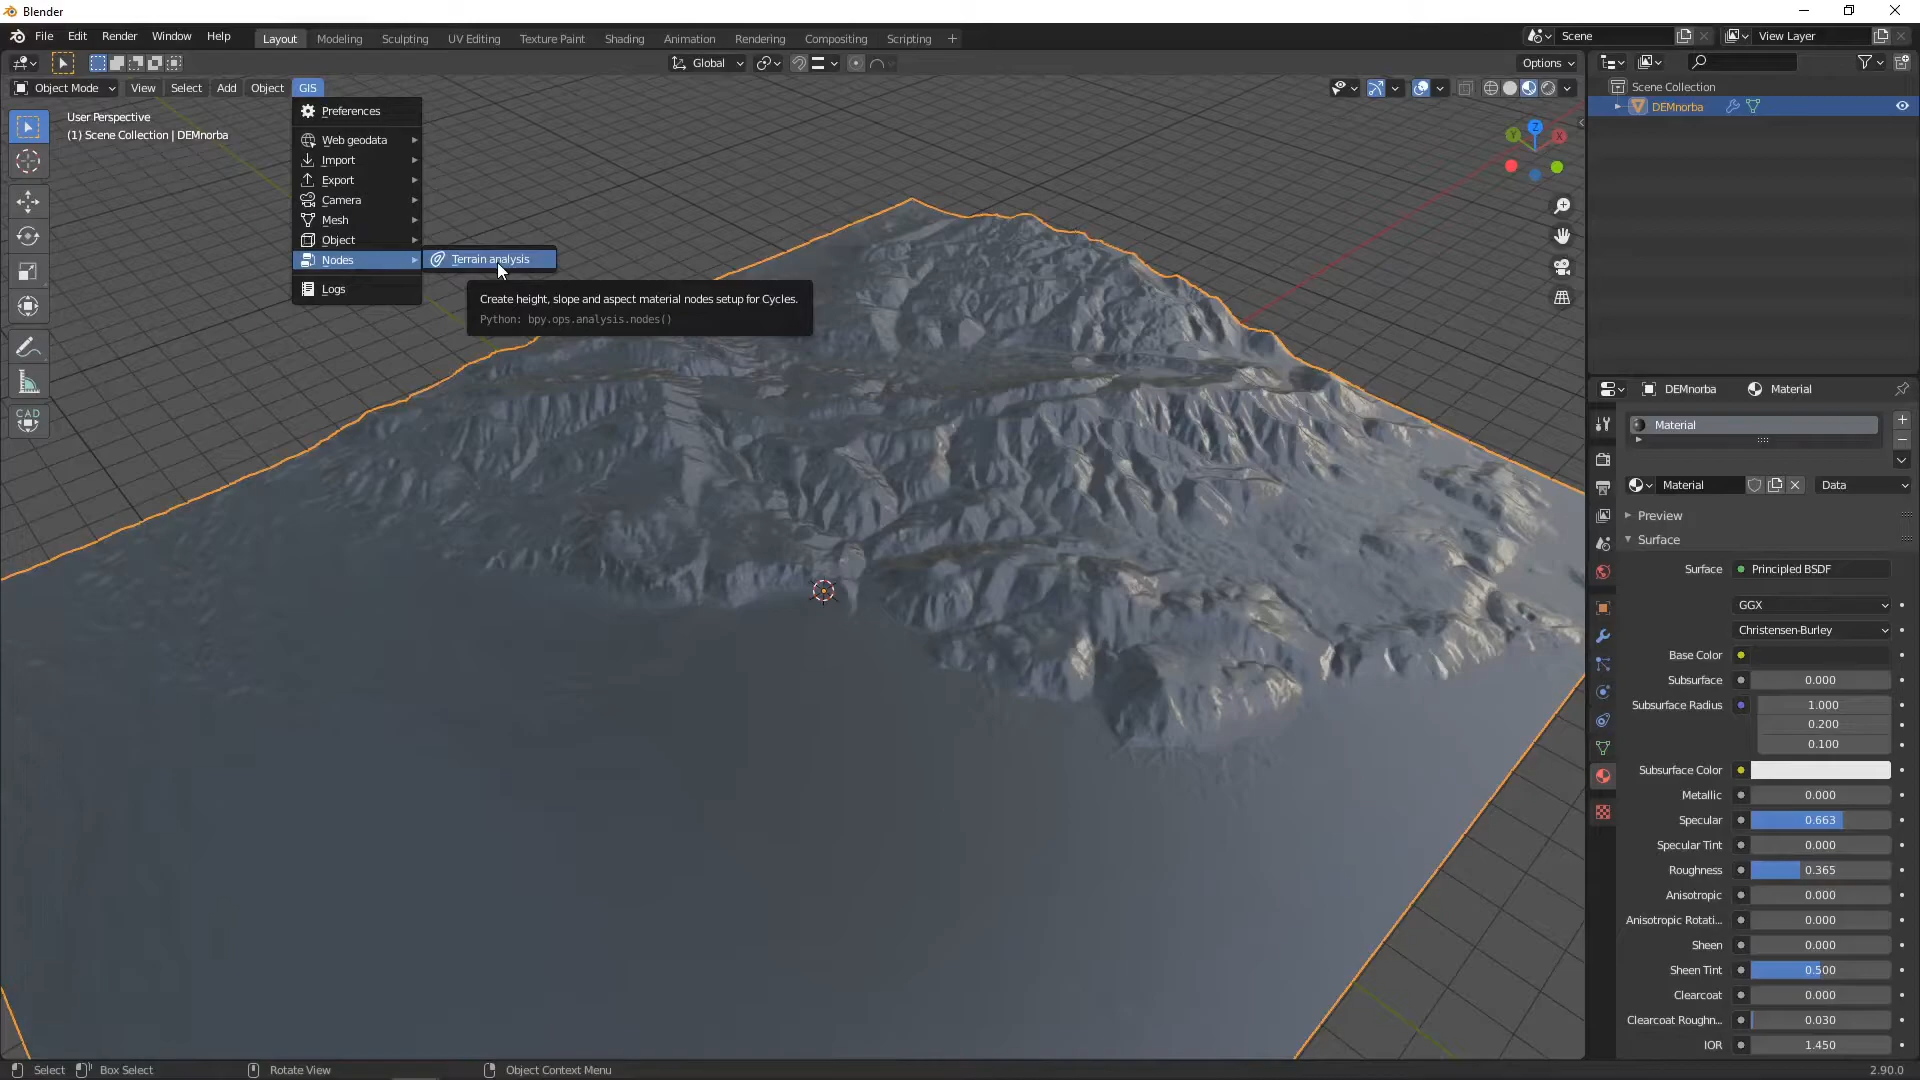 Blender
File Edit Render Window Help Layout Modeling Sculpting UV Editing Texture Paint Shading Animation Rendering Compositing Scripting + Scene View Layer
Global Options
Object Mode View Select Add Object GIS
User Perspective
(1) Scene Collection | DEMnorba
Preferences
Web geodata
Import
Export
Camera
Mesh
Object
Nodes
Logs
Terrain analysis
Create height, slope and aspect material nodes setup for Cycles.
Python: bpy.ops.analysis.nodes()
CAD
Z
Y
X
Scene Collection
DEMnorba
DEMnorba Material
Material
Material Data
Preview
Surface
Surface Principled BSDF
GGX
Christensen-Burley
Base Color
Subsurface 0.000
Subsurface Radius 1.000
0.200
0.100
Subsurface Color
Metallic 0.000
Specular 0.663
Specular Tint 0.000
Roughness 0.365
Anisotropic 0.000
Anisotropic Rotati... 0.000
Sheen 0.000
Sheen Tint 0.500
Clearcoat 0.000
Clearcoat Roughn... 0.030
IOR 1.450
Select Box Select Rotate View Object Context Menu 2.90.0